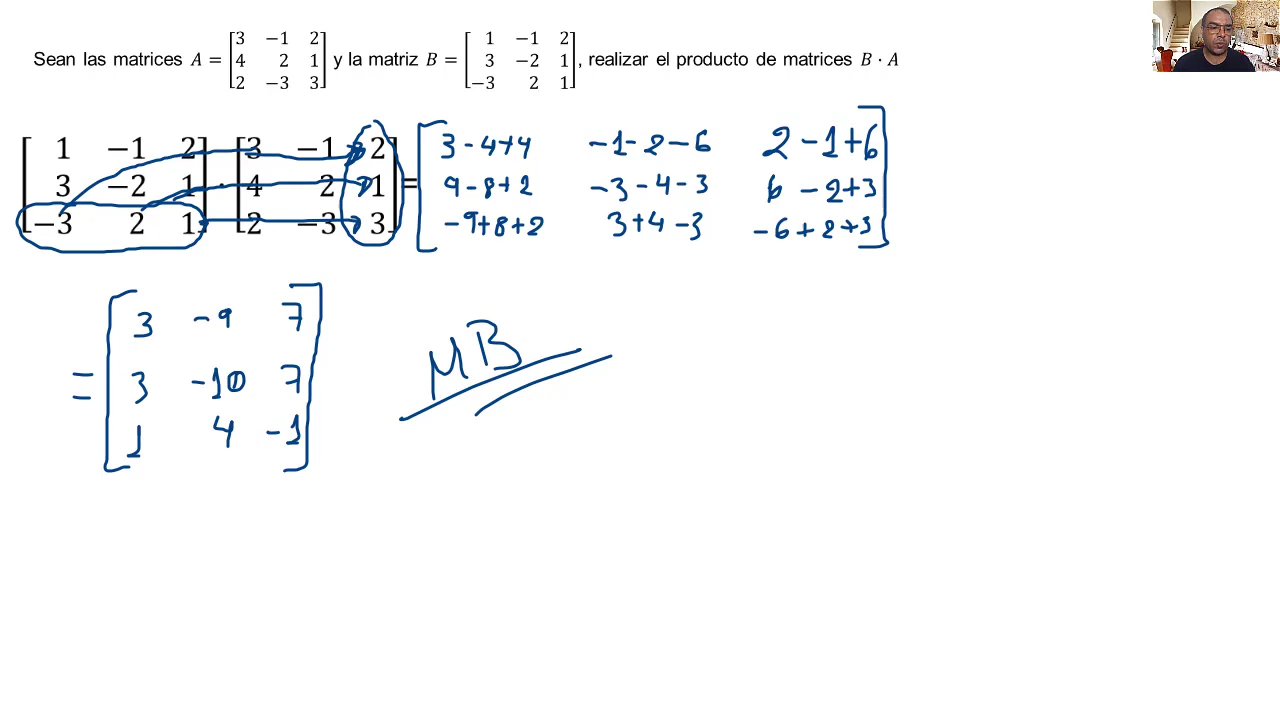 Sean las matrices A = [3 −1 2; 4 2 1; 2 −3 3] y la matriz B = [1 −1 2; 3 −2 1; −3 2 1], realizar el producto de matrices B · A
[1 −1 2] · [3 −1 2] = [3-4+4 -1-2-6 2-1+6]
[3 −2 1] [4 2 1] [9-8+2 -3-4-3 6-2+3]
[−3 2 1] [2 −3 3] [-9+8+2 3+4-3 -6+2+3]
= [3 -9 7]
[3 -10 7]
[1 4 -1]
MB